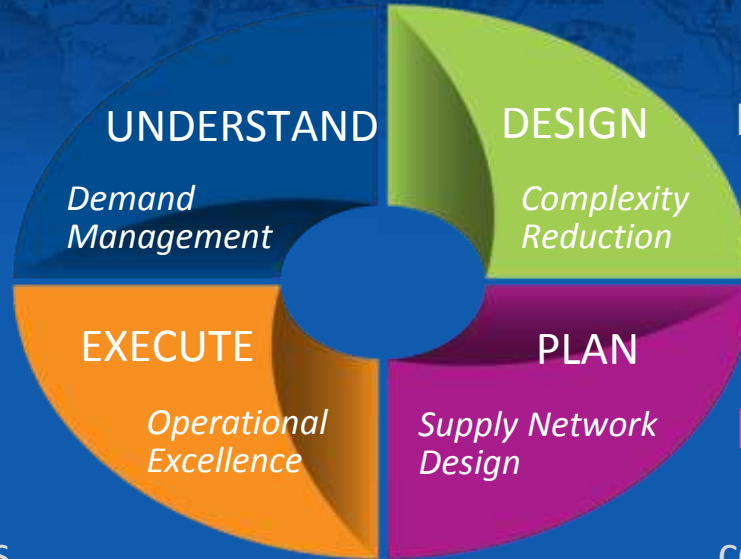 UNDERSTAND
Demand
Management
DESIGN
Complexity
Reduction
EXECUTE
Operational
Excellence
PLAN
Supply Network
Design